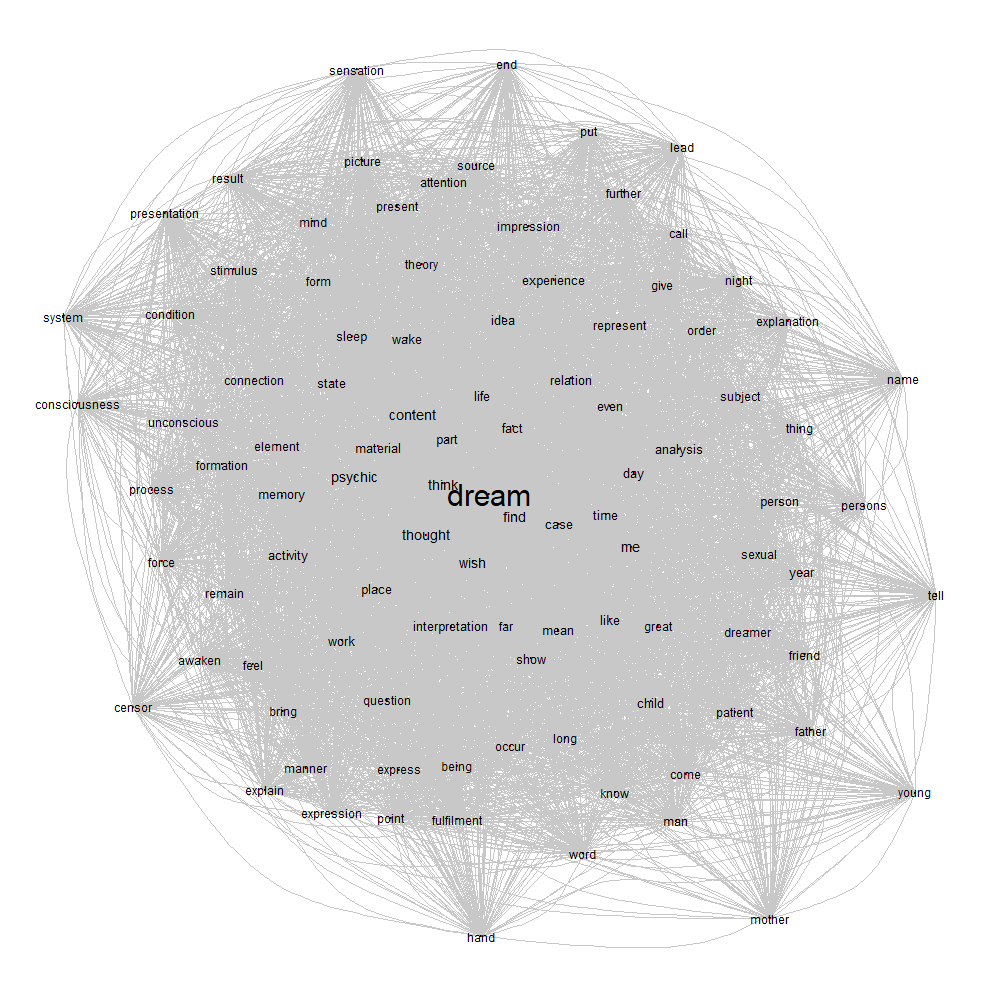 end
sensation
put
lead
picture
source
result
attention
further
present
presentation
mind
impression
call
theory
stimulus
form
experience
night
give
condition
system
idea
explanation
represent
order
sleep
wake
connection
state
relation
name
life
subject
consciousness
even
content
unconscious
fact
thing
part
element
material
analysis
formation
day
psychic
think
process
memory
dream
person
persons
find
time
case
thought
me
activity
sexual
force
wish
year
place
remain
tell
like
interpretation
far
mean
great
dreamer
work
friend
show
awaken
feel
question
child
censor
bring
patient
father
long
occur
manner
express
being
come
explain
know
young
expression
point
fulfilment
man
word
mother
hand